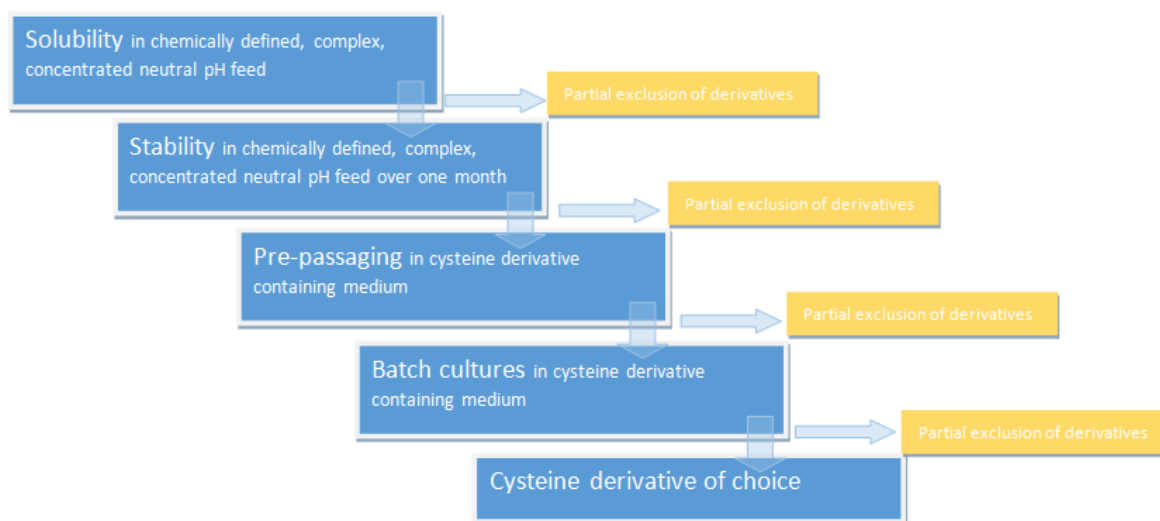 Solubility in chemically defined, complex,
concentrated neutral pH feed
Partial exclusion of derivatives
Stability in chemically defined, complex,
concentrated neutral pH feed over one month
Partial exclusion of derivatives
Pre-passaging in cysteine derivative
containing medium
Partial exclusion of derivatives
Batch cultures in cysteine derivative
containing medium
Partial exclusion of derivatives
Cysteine derivative of choice